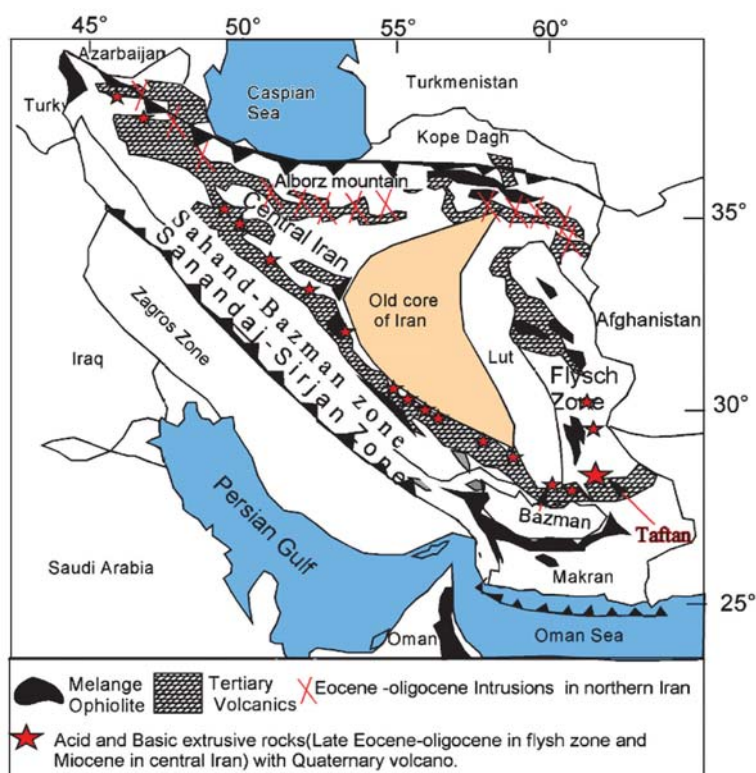 45° 50° 55° 60°
Azarbaijan
Turky
Caspian
Sea
Turkmenistan
Kope Dagh
Alborz mountain
35°
Central Iran
Sahand-Bazman zone
Sanandaj-Sirjan Zone
Zagros Zone
Old core
of Iran
Lut
Afghanistan
Iraq
Flysch
Zone
30°
Persian Gulf
Bazman
Taftan
Saudi Arabia
Makran
25°
Oman
Oman Sea
Melange
Ophiolite
Tertiary
Volcanics
Eocene -oligocene Intrusions in northern Iran
Acid and Basic extrusive rocks(Late Eocene-oligocene in flysh zone and
Miocene in central Iran) with Quaternary volcano.